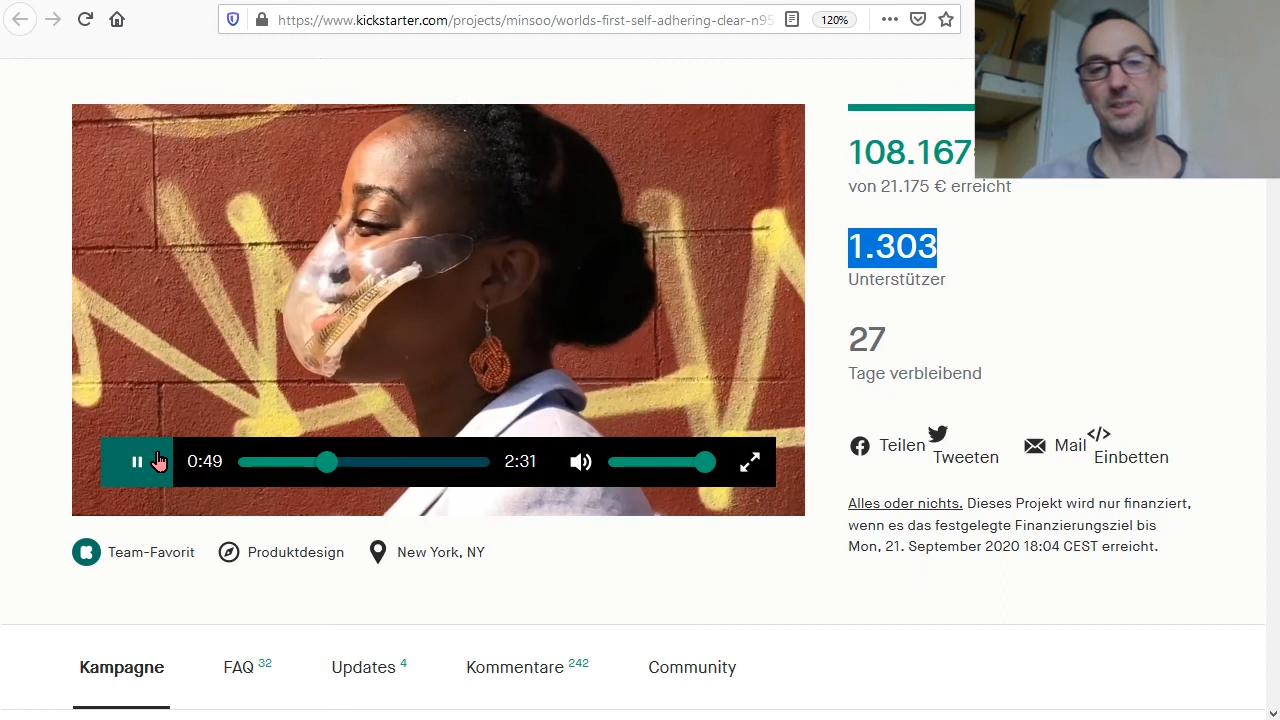 https://www.kickstarter.com/projects/minsoo/worlds-first-self-adhering-clear-n95
120%
108.167
von 21.175 € erreicht
1.303
Unterstützer
27
Tage verbleibend
Teilen
Tweeten
Mail
Einbetten
Alles oder nichts. Dieses Projekt wird nur finanziert,
wenn es das festgelegte Finanzierungsziel bis
Mon, 21. September 2020 18:04 CEST erreicht.
0:49
2:31
Team-Favorit
Produktdesign
New York, NY
Kampagne
FAQ 32
Updates 4
Kommentare 242
Community